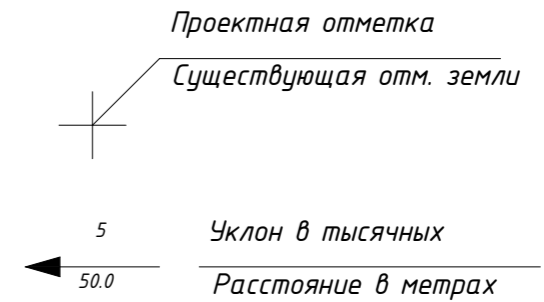 Проектная отметка
Существующая отм. земли
5
Уклон в тысячных
50.0
Расстояние в метрах